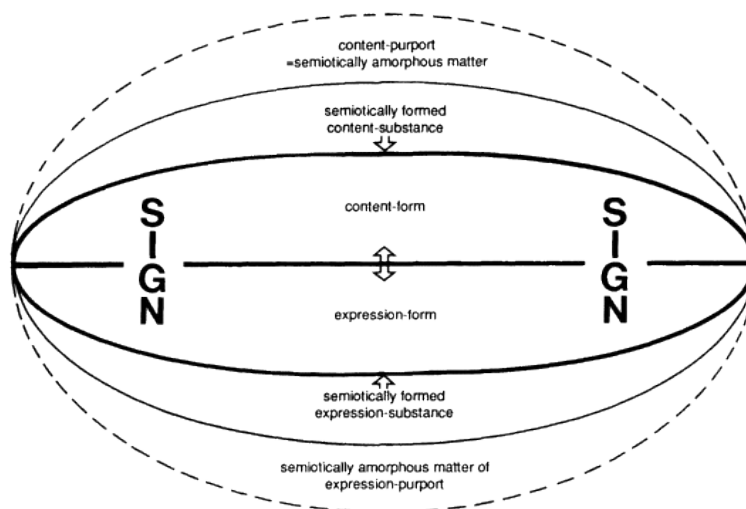 content-purport
=semiotically amorphous matter
semiotically formed
content-substance
S
I
G
N
S
I
G
N
content-form
expression-form
semiotically formed
expression-substance
semiotically amorphous matter of
expression-purport